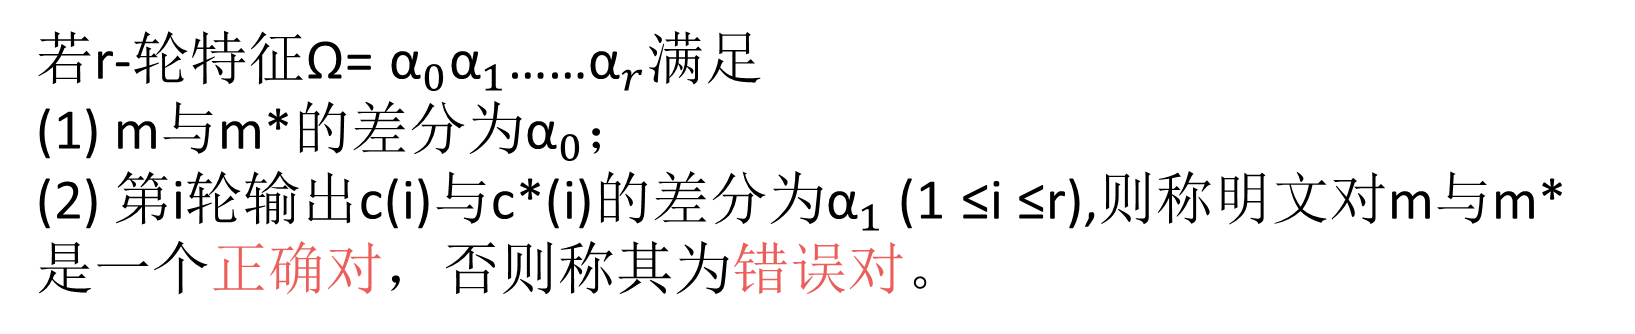 若r-轮特征Ω= α₀α₁……αᵣ满足
(1) m与m*的差分为α₀；
(2) 第i轮输出c(i)与c*(i)的差分为α₁ (1 ≤i ≤r),则称明文对m与m*
是一个正确对，否则称其为错误对。